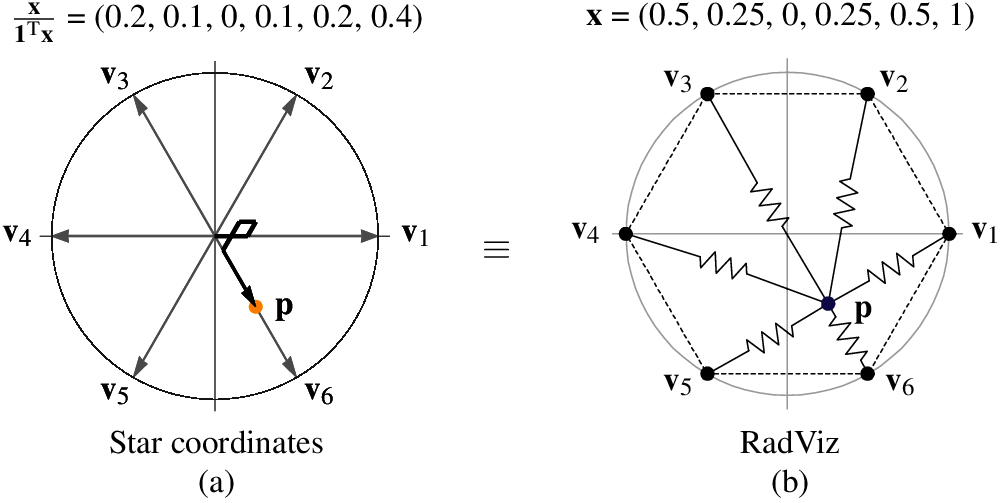 x/1ᵀx = (0.2, 0.1, 0, 0.1, 0.2, 0.4)
x = (0.5, 0.25, 0, 0.25, 0.5, 1)
v₃ v₂
v₄ v₁
p
v₅ v₆
≡
v₃ v₂
v₄ v₁
p
v₅ v₆
Star coordinates
(a)
RadViz
(b)